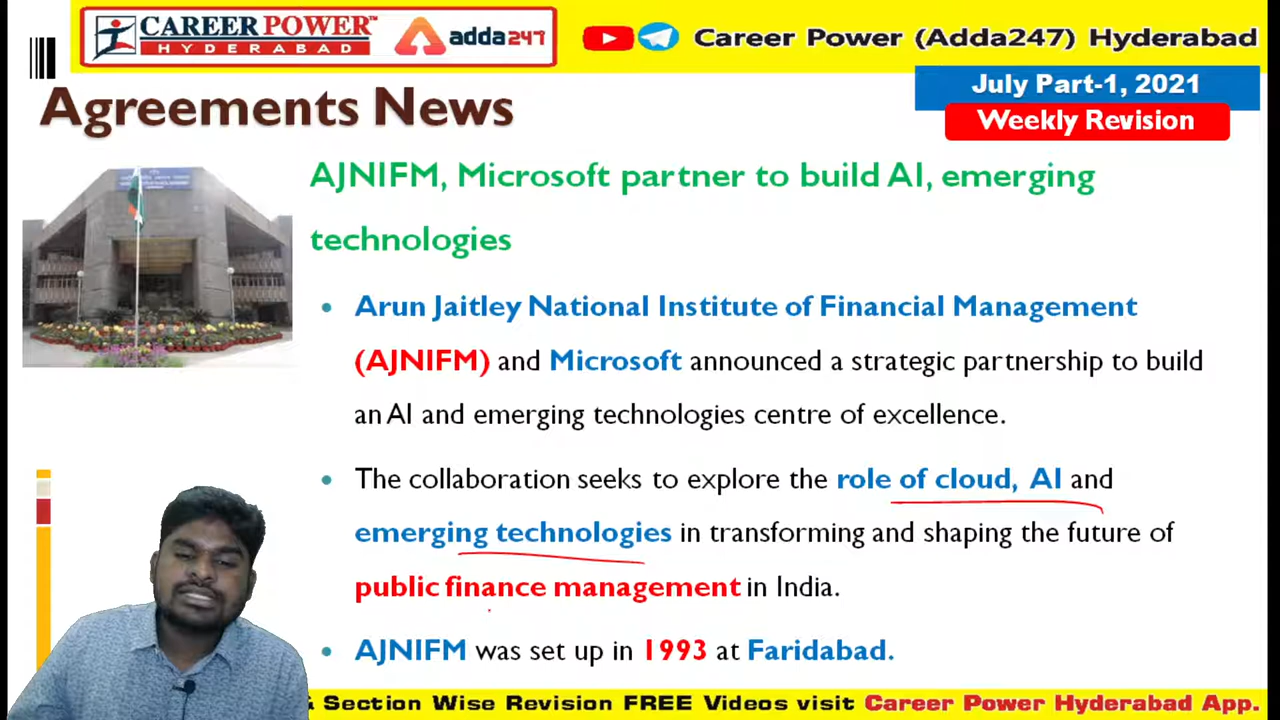 CAREER POWER™
HYDERABAD
adda247
Career Power (Adda247) Hyderabad
July Part-1, 2021
Weekly Revision
Agreements News
AJNIFM, Microsoft partner to build AI, emerging
technologies
• Arun Jaitley National Institute of Financial Management
(AJNIFM) and Microsoft announced a strategic partnership to build
an AI and emerging technologies centre of excellence.
• The collaboration seeks to explore the role of cloud, AI and
emerging technologies in transforming and shaping the future of
public finance management in India.
• AJNIFM was set up in 1993 at Faridabad.
& Section Wise Revision FREE Videos visit Career Power Hyderabad App.